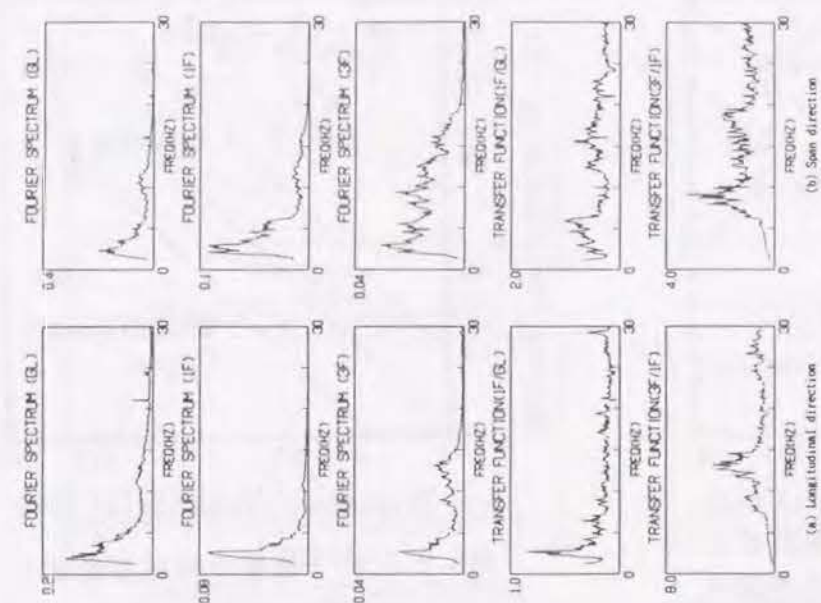 FOURIER SPECTRUM (GL)
0.2
0
FREQ(HZ)
30
FOURIER SPECTRUM (1F)
0.08
0
FREQ(HZ)
30
FOURIER SPECTRUM (3F)
0.04
0
FREQ(HZ)
30
TRANSFER FUNCTION(1F/GL)
1.0
0
FREQ(HZ)
30
TRANSFER FUNCTION(3F/1F)
8.0
0
FREQ(HZ)
30
(a) Longitudinal direction
FOURIER SPECTRUM (GL)
0.4
0
FREQ(HZ)
30
FOURIER SPECTRUM (1F)
0.1
0
FREQ(HZ)
30
FOURIER SPECTRUM (3F)
0.04
0
FREQ(HZ)
30
TRANSFER FUNCTION(1F/GL)
2.0
0
FREQ(HZ)
30
TRANSFER FUNCTION(3F/1F)
4.0
0
FREQ(HZ)
30
(b) Span direction